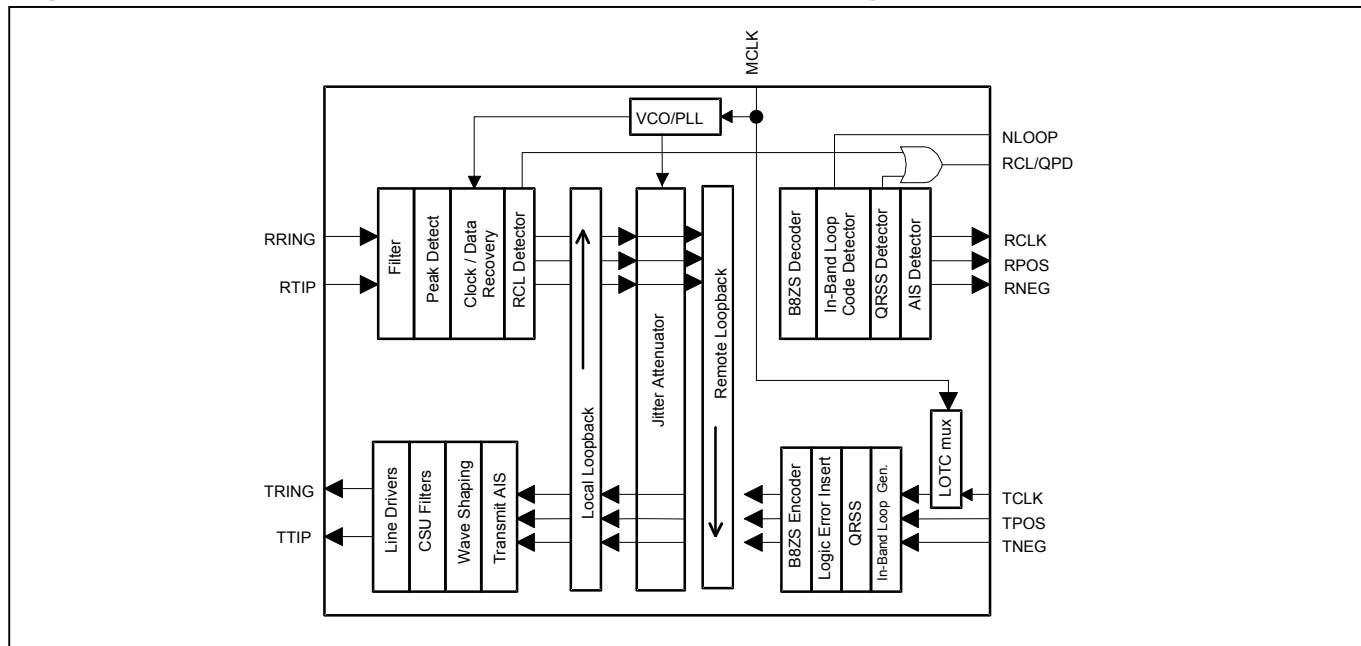 MCLK
VCO/PLL
NLOOP
RCL/QPD
RRING
RTIP
Filter
Peak Detect
Clock / Data
Recovery
RCL Detector
Local Loopback
Jitter Attenuator
Remote Loopback
B8ZS Decoder
In-Band Loop
Code Detector
QRSS Detector
AIS Detector
RCLK
RPOS
RNEG
LOTC mux
TRING
TTIP
Line Drivers
CSU Filters
Wave Shaping
Transmit AIS
B8ZS Encoder
Logic Error Insert
QRSS
In-Band Loop Gen.
TCLK
TPOS
TNEG